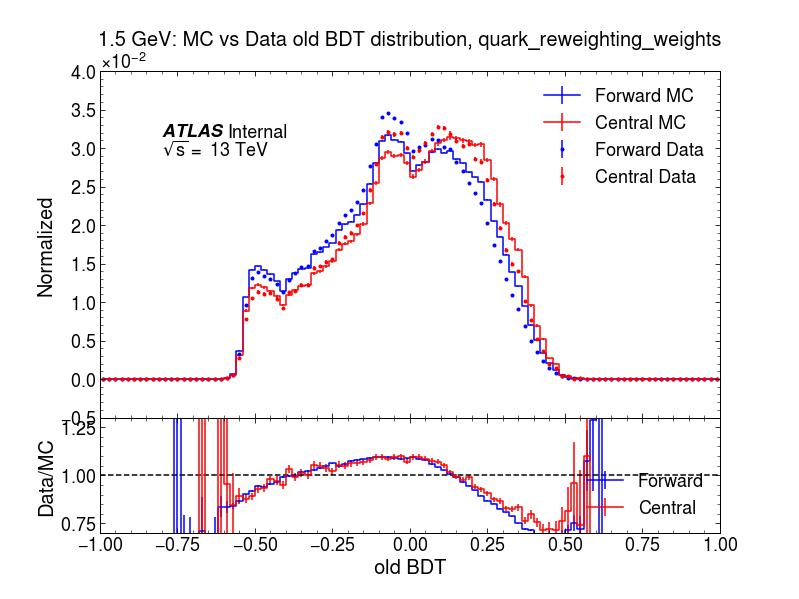 1.5 GeV: MC vs Data old BDT distribution, quark_reweighting_weights
×10⁻²
4.0
3.5
3.0
2.5
2.0
1.5
1.0
0.5
0.0
−0.5
Normalized
ATLAS Internal
√s = 13 TeV
Forward MC
Central MC
Forward Data
Central Data
1.25
1.00
0.75
Data/MC
Forward
Central
−1.00 −0.75 −0.50 −0.25 0.00 0.25 0.50 0.75 1.00
old BDT